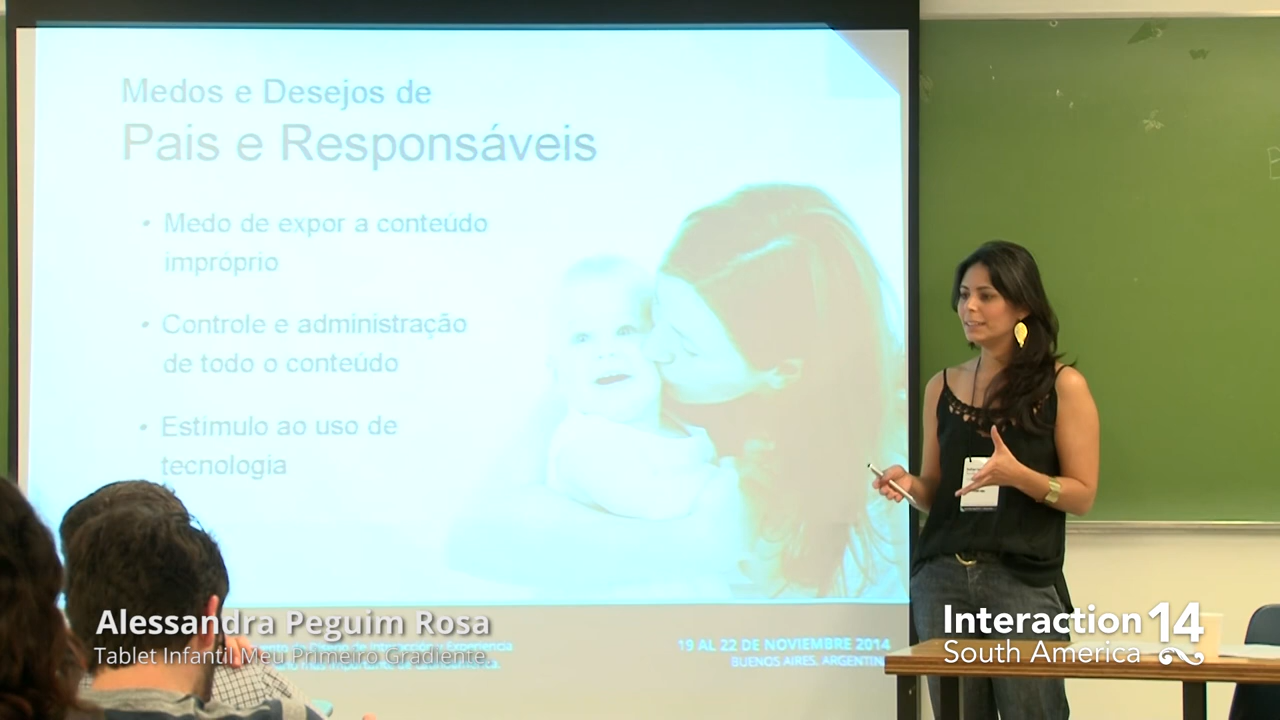 Medos e Desejos de
Pais e Responsáveis
• Medo de expor a conteúdo
impróprio
• Controle e administração
de todo o conteúdo
• Estimulo ao uso de
tecnologia
Alessandra Peguim Rosa
Tablet Infantil Meu Primeiro Gradiente.
Experiencia
19 AL 22 DE NOVIEMBRE 2014
BUENOS AIRES. ARGENTINA
Interaction 14
South America